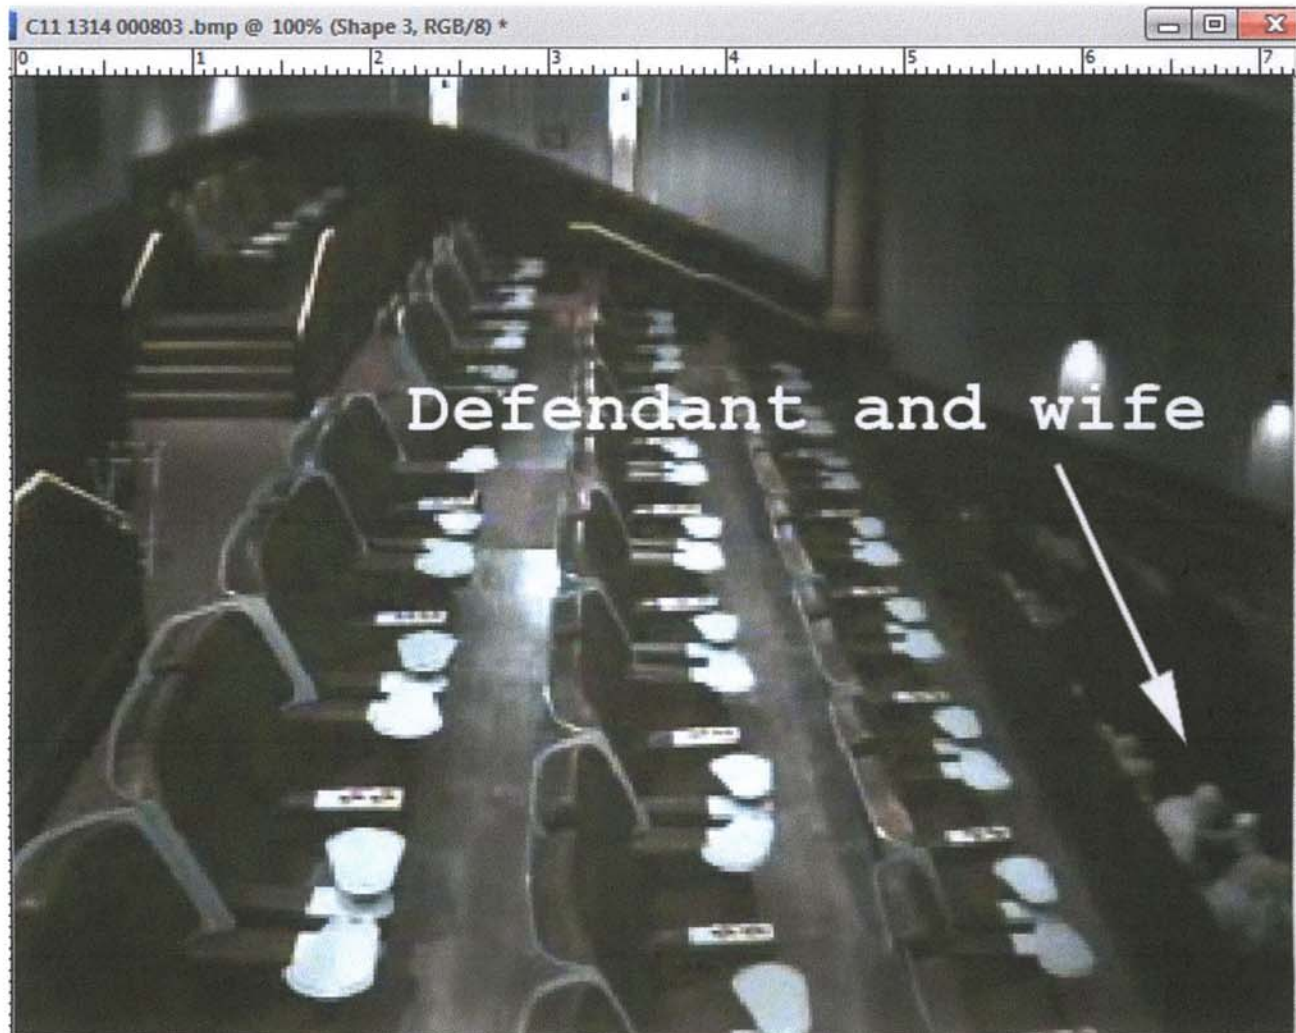 C11 1314 000803 .bmp @ 100% (Shape 3, RGB/8) *
0 1 2 3 4 5 6 7
Defendant and wife